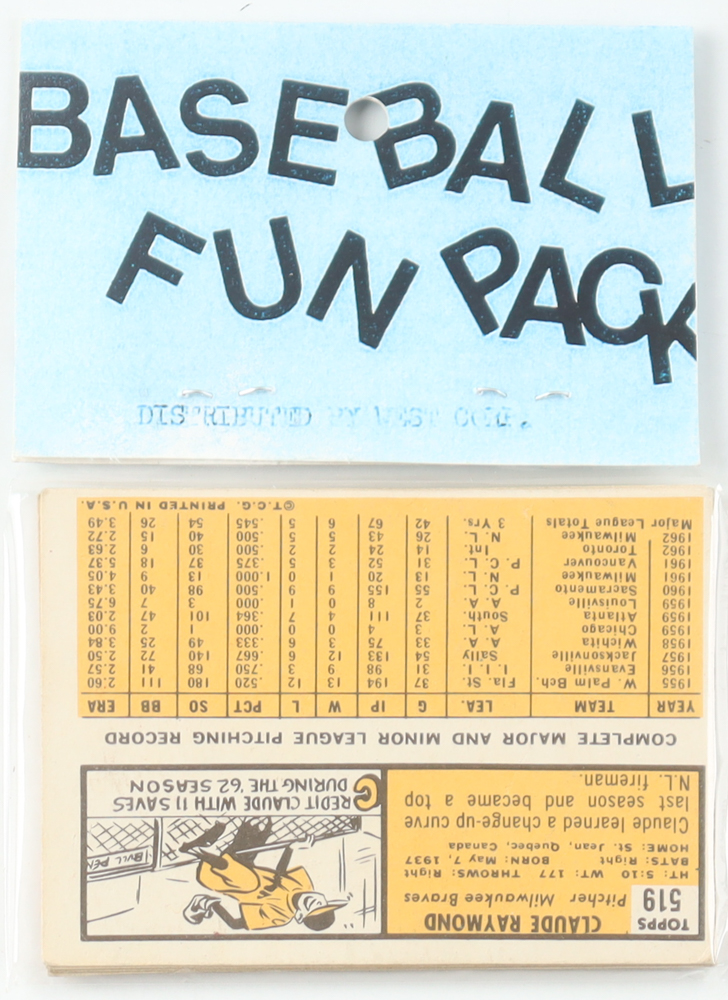 BASEBALL
FUN PACK
DISTRIBUTED BY WEST CORP.
TOPPS
519
CLAUDE RAYMOND
Pitcher Milwaukee Braves
HT: 5:10 WT: 177 THROWS: Right
BATS: Right BORN: May 7, 1937
HOME: St. Jean, Quebec, Canada
Claude learned a change-up curve
last season and became a top
N.L. fireman.
BULL PEN
CREDIT CLAUDE WITH 11 SAVES
DURING THE '62 SEASON
COMPLETE MAJOR AND MINOR LEAGUE PITCHING RECORD
YEAR TEAM LEA. G IP W L PCT SO BB ERA
1955 W. Palm Bch. Fla. St. 37 194 13 12 .520 180 111 2.60
1956 Evansville I. I. I. 31 98 9 3 .750 68 41 2.57
1957 Jacksonville Sally 54 133 12 6 .667 140 72 2.50
1958 Wichita A. A. 33 75 3 6 .333 49 25 3.84
1959 Chicago A. L. 3 4 0 0 .000 1 2 9.00
1959 Atlanta South. 37 111 4 7 .364 101 47 2.03
1959 Louisville A. A. 2 8 0 1 .000 3 7 6.75
1960 Sacramento P. C. L. 55 155 9 9 .500 98 40 3.43
1961 Milwaukee N. L. 13 20 1 0 1.000 13 9 4.05
1961 Vancouver P. C. L. 31 52 3 5 .375 37 18 5.37
1962 Toronto Int. 14 24 2 2 .500 30 6 2.63
1962 Milwaukee N. L. 26 43 5 5 .500 40 15 2.72
Major League Totals 3 Yrs. 42 67 6 5 .545 54 26 3.49
©T.C.G. PRINTED IN U.S.A.